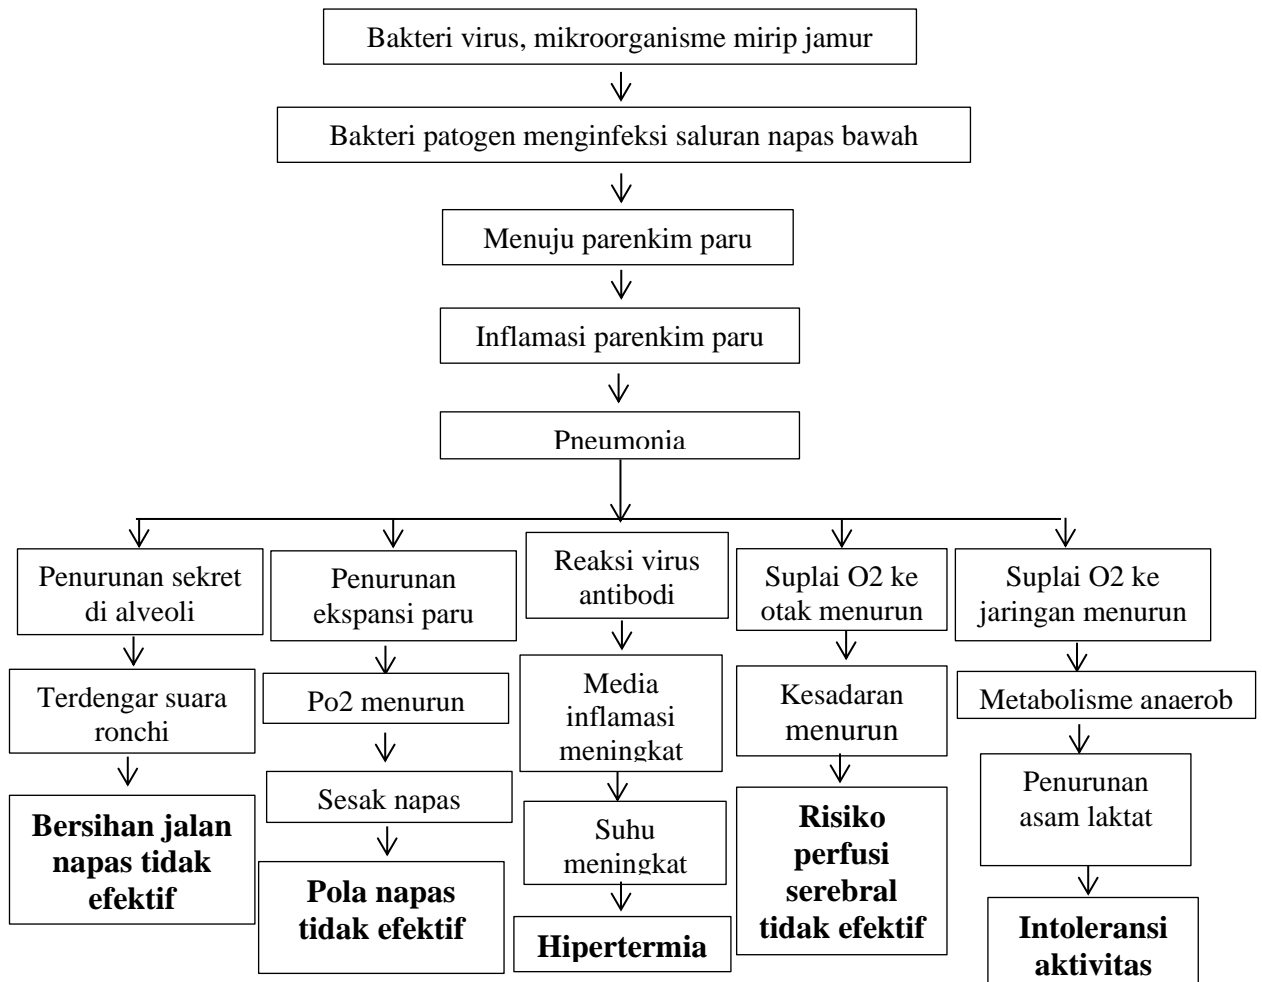 Bakteri virus, mikroorganisme mirip jamur
Bakteri patogen menginfeksi saluran napas bawah
Menuju parenkim paru
Inflamasi parenkim paru
Pneumonia
Penurunan sekret
di alveoli
Terdengar suara
ronchi
Bersihan jalan
napas tidak
efektif
Penurunan
ekspansi paru
Po2 menurun
Sesak napas
Pola napas
tidak efektif
Reaksi virus
antibodi
Media
inflamasi
meningkat
Suhu
meningkat
Hipertermia
Suplai O2 ke
otak menurun
Kesadaran
menurun
Risiko
perfusi
serebral
tidak efektif
Suplai O2 ke
jaringan menurun
Metabolisme anaerob
Penurunan
asam laktat
Intoleransi
aktivitas